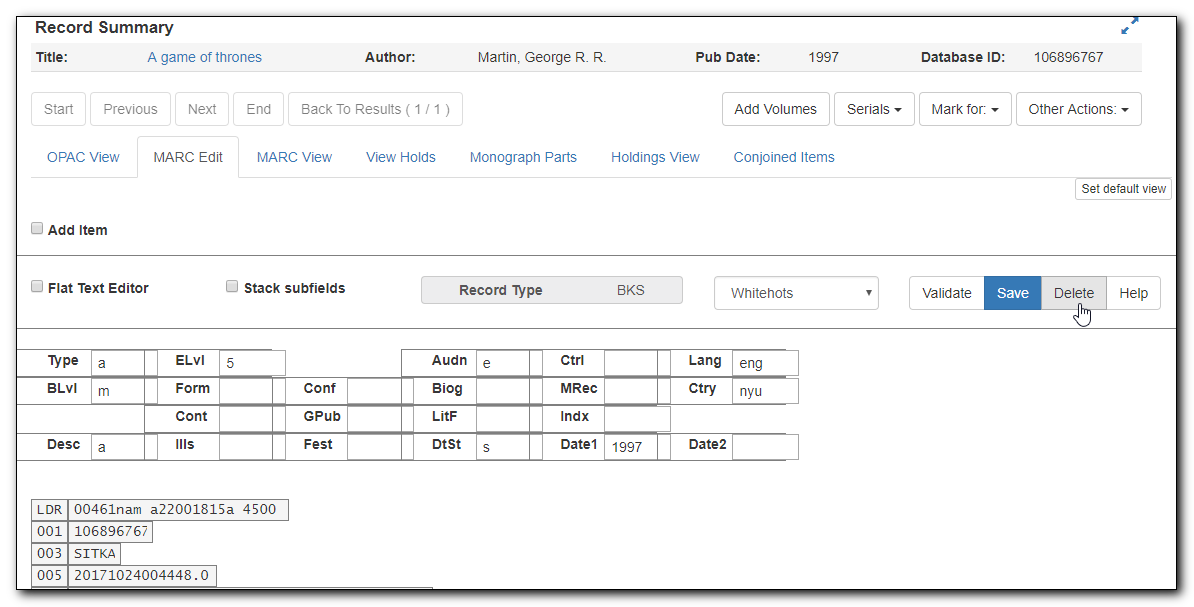 Record Summary
Title: A game of thrones Author: Martin, George R. R. Pub Date: 1997 Database ID: 106896767
Start Previous Next End Back To Results ( 1 / 1 ) Add Volumes Serials Mark for: Other Actions:
OPAC View MARC Edit MARC View View Holds Monograph Parts Holdings View Conjoined Items
Set default view
Add Item
Flat Text Editor Stack subfields Record Type BKS Whitehots Validate Save Delete Help
Type a ELvl 5 Audn e Ctrl Lang eng
BLvl m Form Conf Biog MRec Ctry nyu
Cont GPub LitF Indx
Desc a Ills Fest DtSt s Date1 1997 Date2
LDR 00461nam a22001815a 4500
001 106896767
003 SITKA
005 20171024004448.0